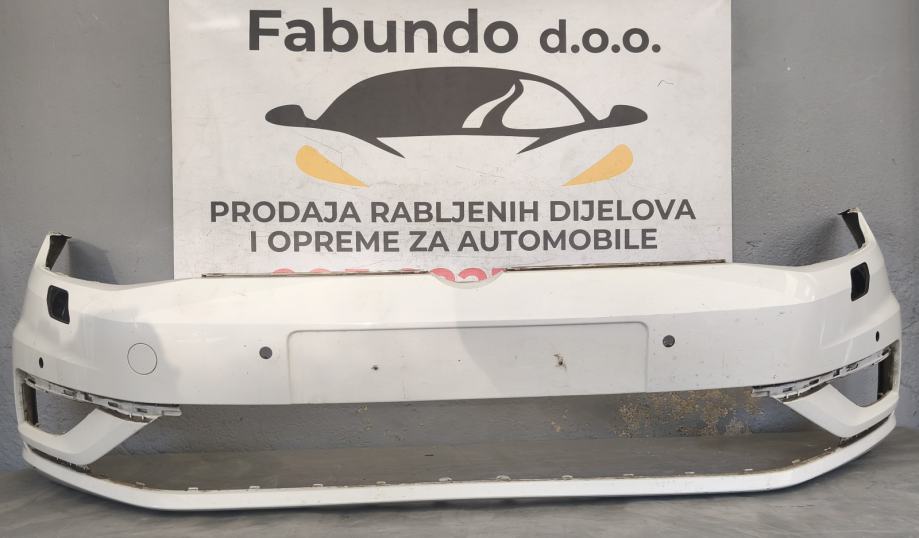 Fabundo d.o.o.
PRODAJA RABLJENIH DIJELOVA
I OPREME ZA AUTOMOBILE